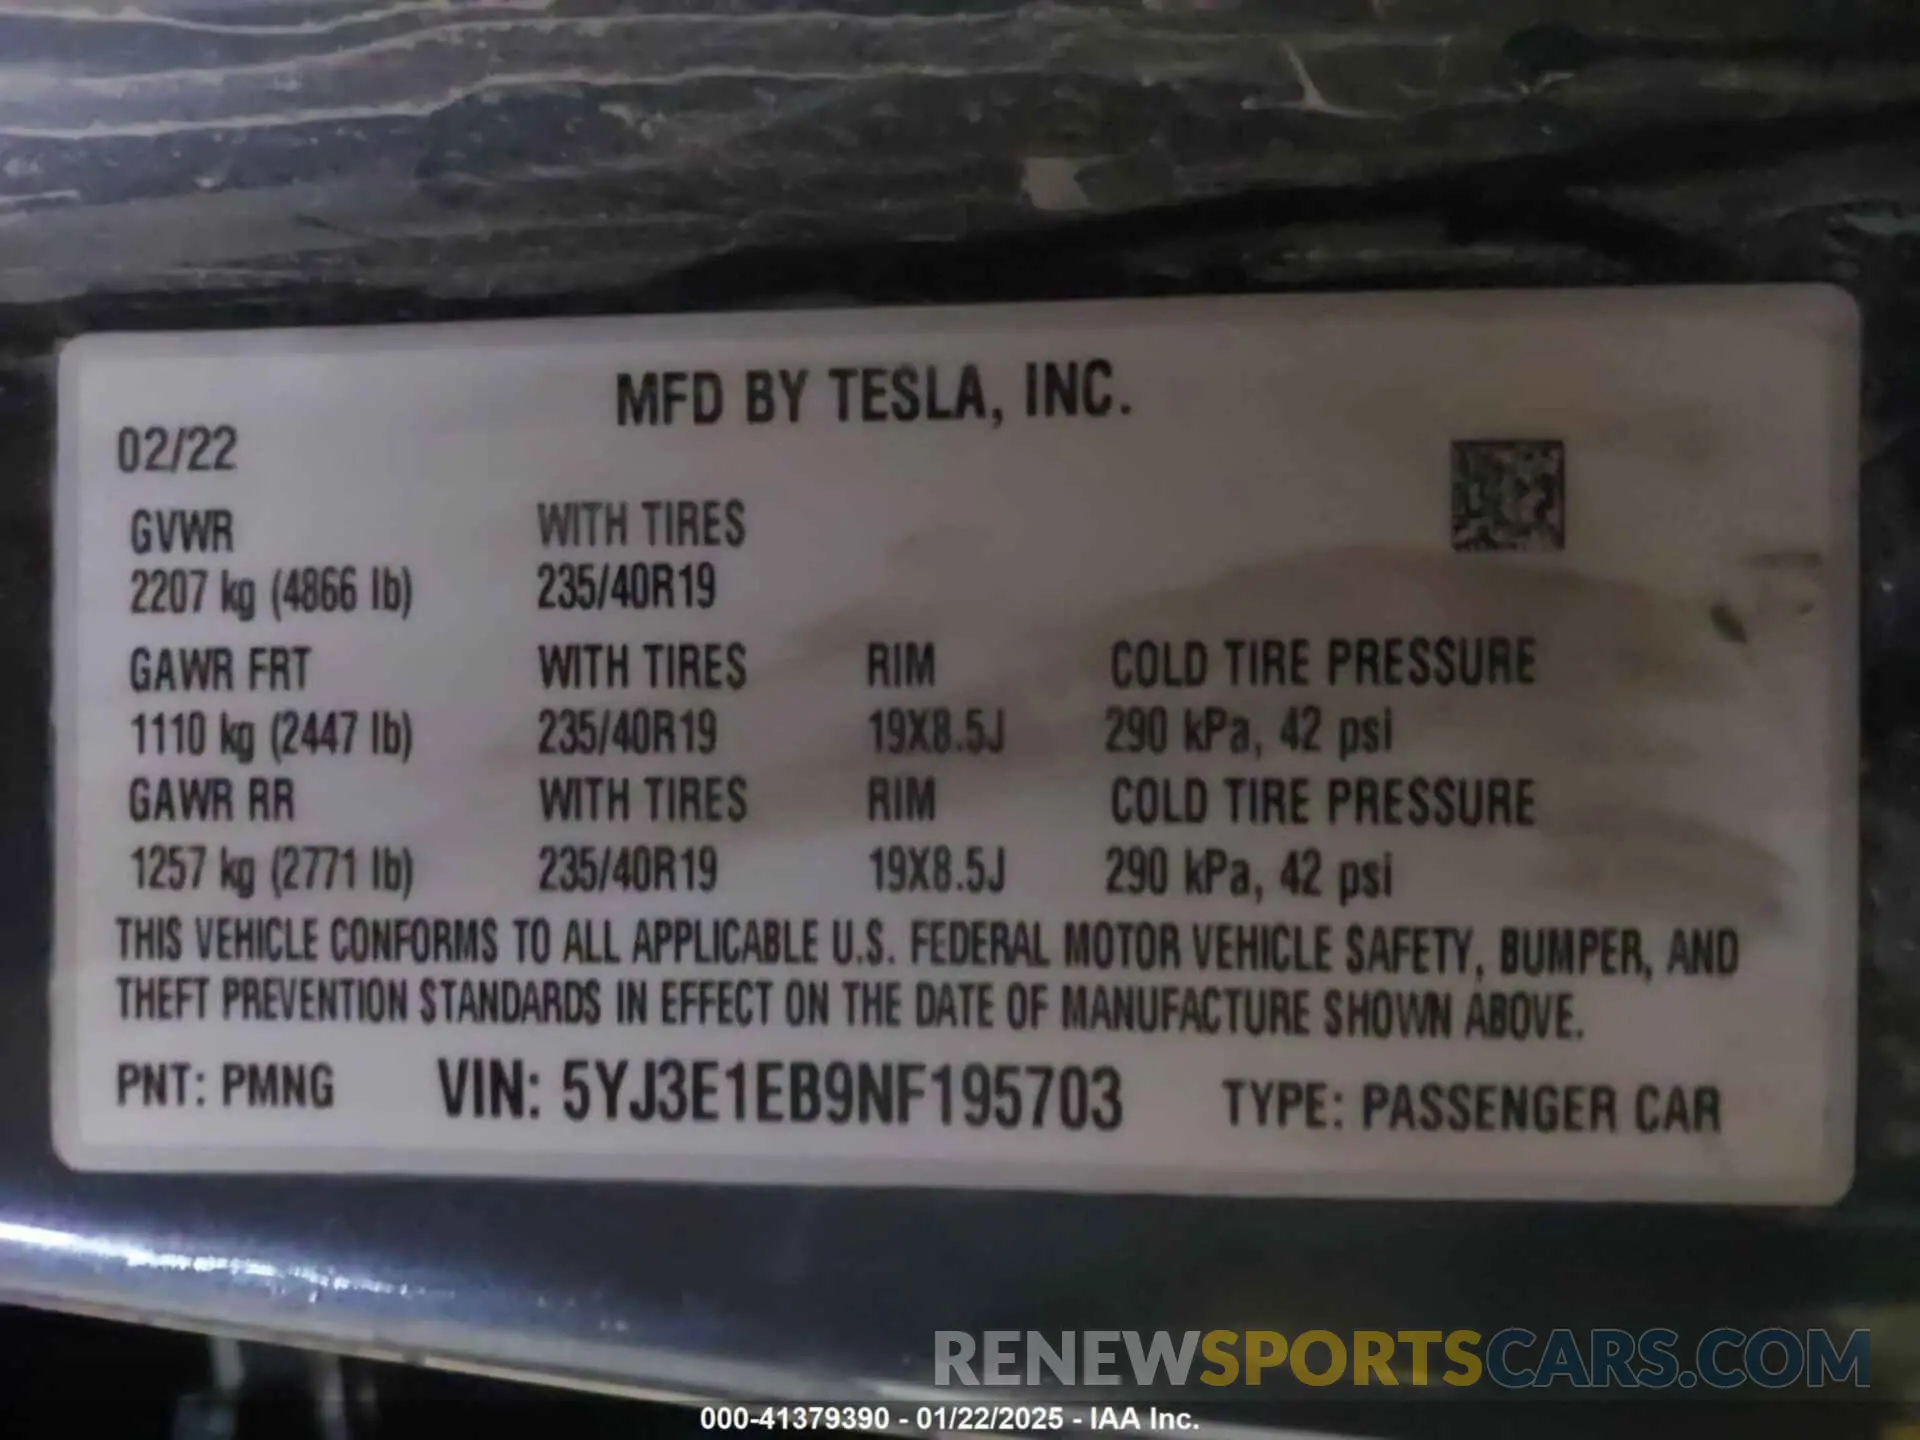 MFD BY TESLA, INC.
02/22
GVWR WITH TIRES
2207 kg (4866 lb) 235/40R19
GAWR FRT WITH TIRES RIM COLD TIRE PRESSURE
1110 kg (2447 lb) 235/40R19 19X8.5J 290 kPa, 42 psi
GAWR RR WITH TIRES RIM COLD TIRE PRESSURE
1257 kg (2771 lb) 235/40R19 19X8.5J 290 kPa, 42 psi
THIS VEHICLE CONFORMS TO ALL APPLICABLE U.S. FEDERAL MOTOR VEHICLE SAFETY, BUMPER, AND
THEFT PREVENTION STANDARDS IN EFFECT ON THE DATE OF MANUFACTURE SHOWN ABOVE.
PNT: PMNG VIN: 5YJ3E1EB9NF195703 TYPE: PASSENGER CAR
RENEWSPORTSCARS.COM
000-41379390 - 01/22/2025 - IAA Inc.